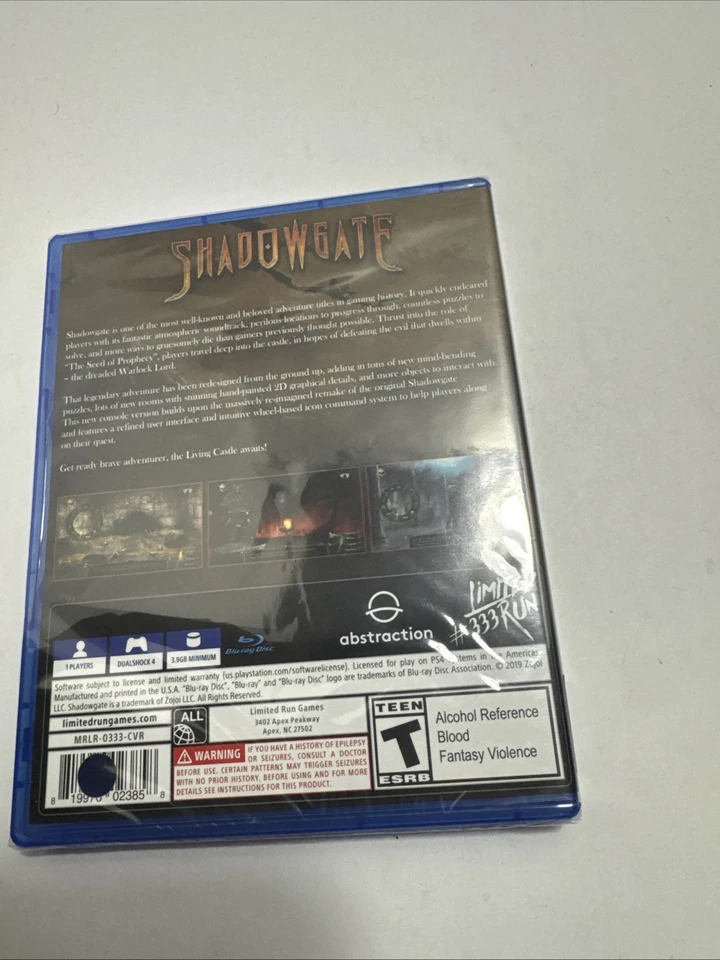 SHADOWGATE
Shadowgate is one of the most well-known and beloved adventure titles in gaming history. It quickly endeared
players with its fantastic atmospheric soundtrack, perilous locations to progress through, countless puzzles to
solve, and more ways to gruesomely die than gamers previously thought possible. Thrust into the role of
"The Seed of Prophecy", players travel deep into the castle, in hopes of defeating the evil that dwells within
– the dreaded Warlock Lord.
That legendary adventure has been redesigned from the ground up, adding in tons of new mind-bending
puzzles, lots of new rooms with stunning hand-painted 2D graphical details, and more objects to interact with.
This new console version builds upon the massively re-imagined remake of the original Shadowgate
and features a refined user interface and intuitive wheel-based icon command system to help players along
on their quest.
Get ready brave adventurer, the Living Castle awaits!
LIMITED
#333 RUN
abstraction
1 PLAYERS
DUALSHOCK 4
3.9GB MINIMUM
Blu-ray Disc
Software subject to license and limited warranty (us.playstation.com/softwarelicense). Licensed for play on PS4 systems in the Americas.
Manufactured and printed in the U.S.A. "Blu-ray Disc", "Blu-ray" and "Blu-ray Disc" logo are trademarks of Blu-ray Disc Association. © 2019 Zojoi
LLC. Shadowgate is a trademark of Zojoi LLC. All Rights Reserved.
limitedrungames.com
MRLR-0333-CVR
ALL
Limited Run Games
3402 Apex Peakway
Apex, NC 27502
WARNING IF YOU HAVE A HISTORY OF EPILEPSY
OR SEIZURES, CONSULT A DOCTOR
BEFORE USE. CERTAIN PATTERNS MAY TRIGGER SEIZURES
WITH NO PRIOR HISTORY. BEFORE USING AND FOR MORE
DETAILS SEE INSTRUCTIONS FOR THIS PRODUCT.
TEEN
T
ESRB
Alcohol Reference
Blood
Fantasy Violence
8 19976 02385 8